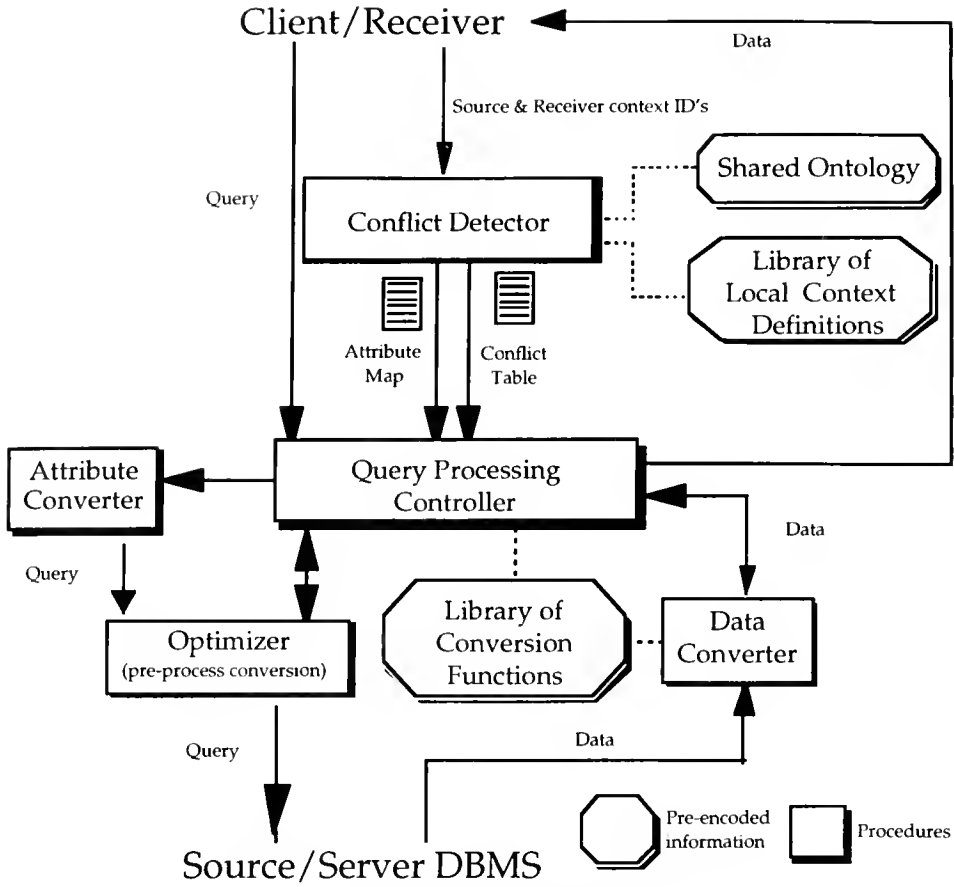 Client/Receiver
Data
Source & Receiver context ID's
Query
Shared Ontology
Conflict Detector
Library of
Local Context
Definitions
Attribute
Map
Conflict
Table
Attribute
Converter
Query Processing
Controller
Data
Query
Library of
Conversion
Functions
Data
Converter
Optimizer
(pre-process conversion)
Query
Data
Pre-encoded
information
Procedures
Source/Server DBMS